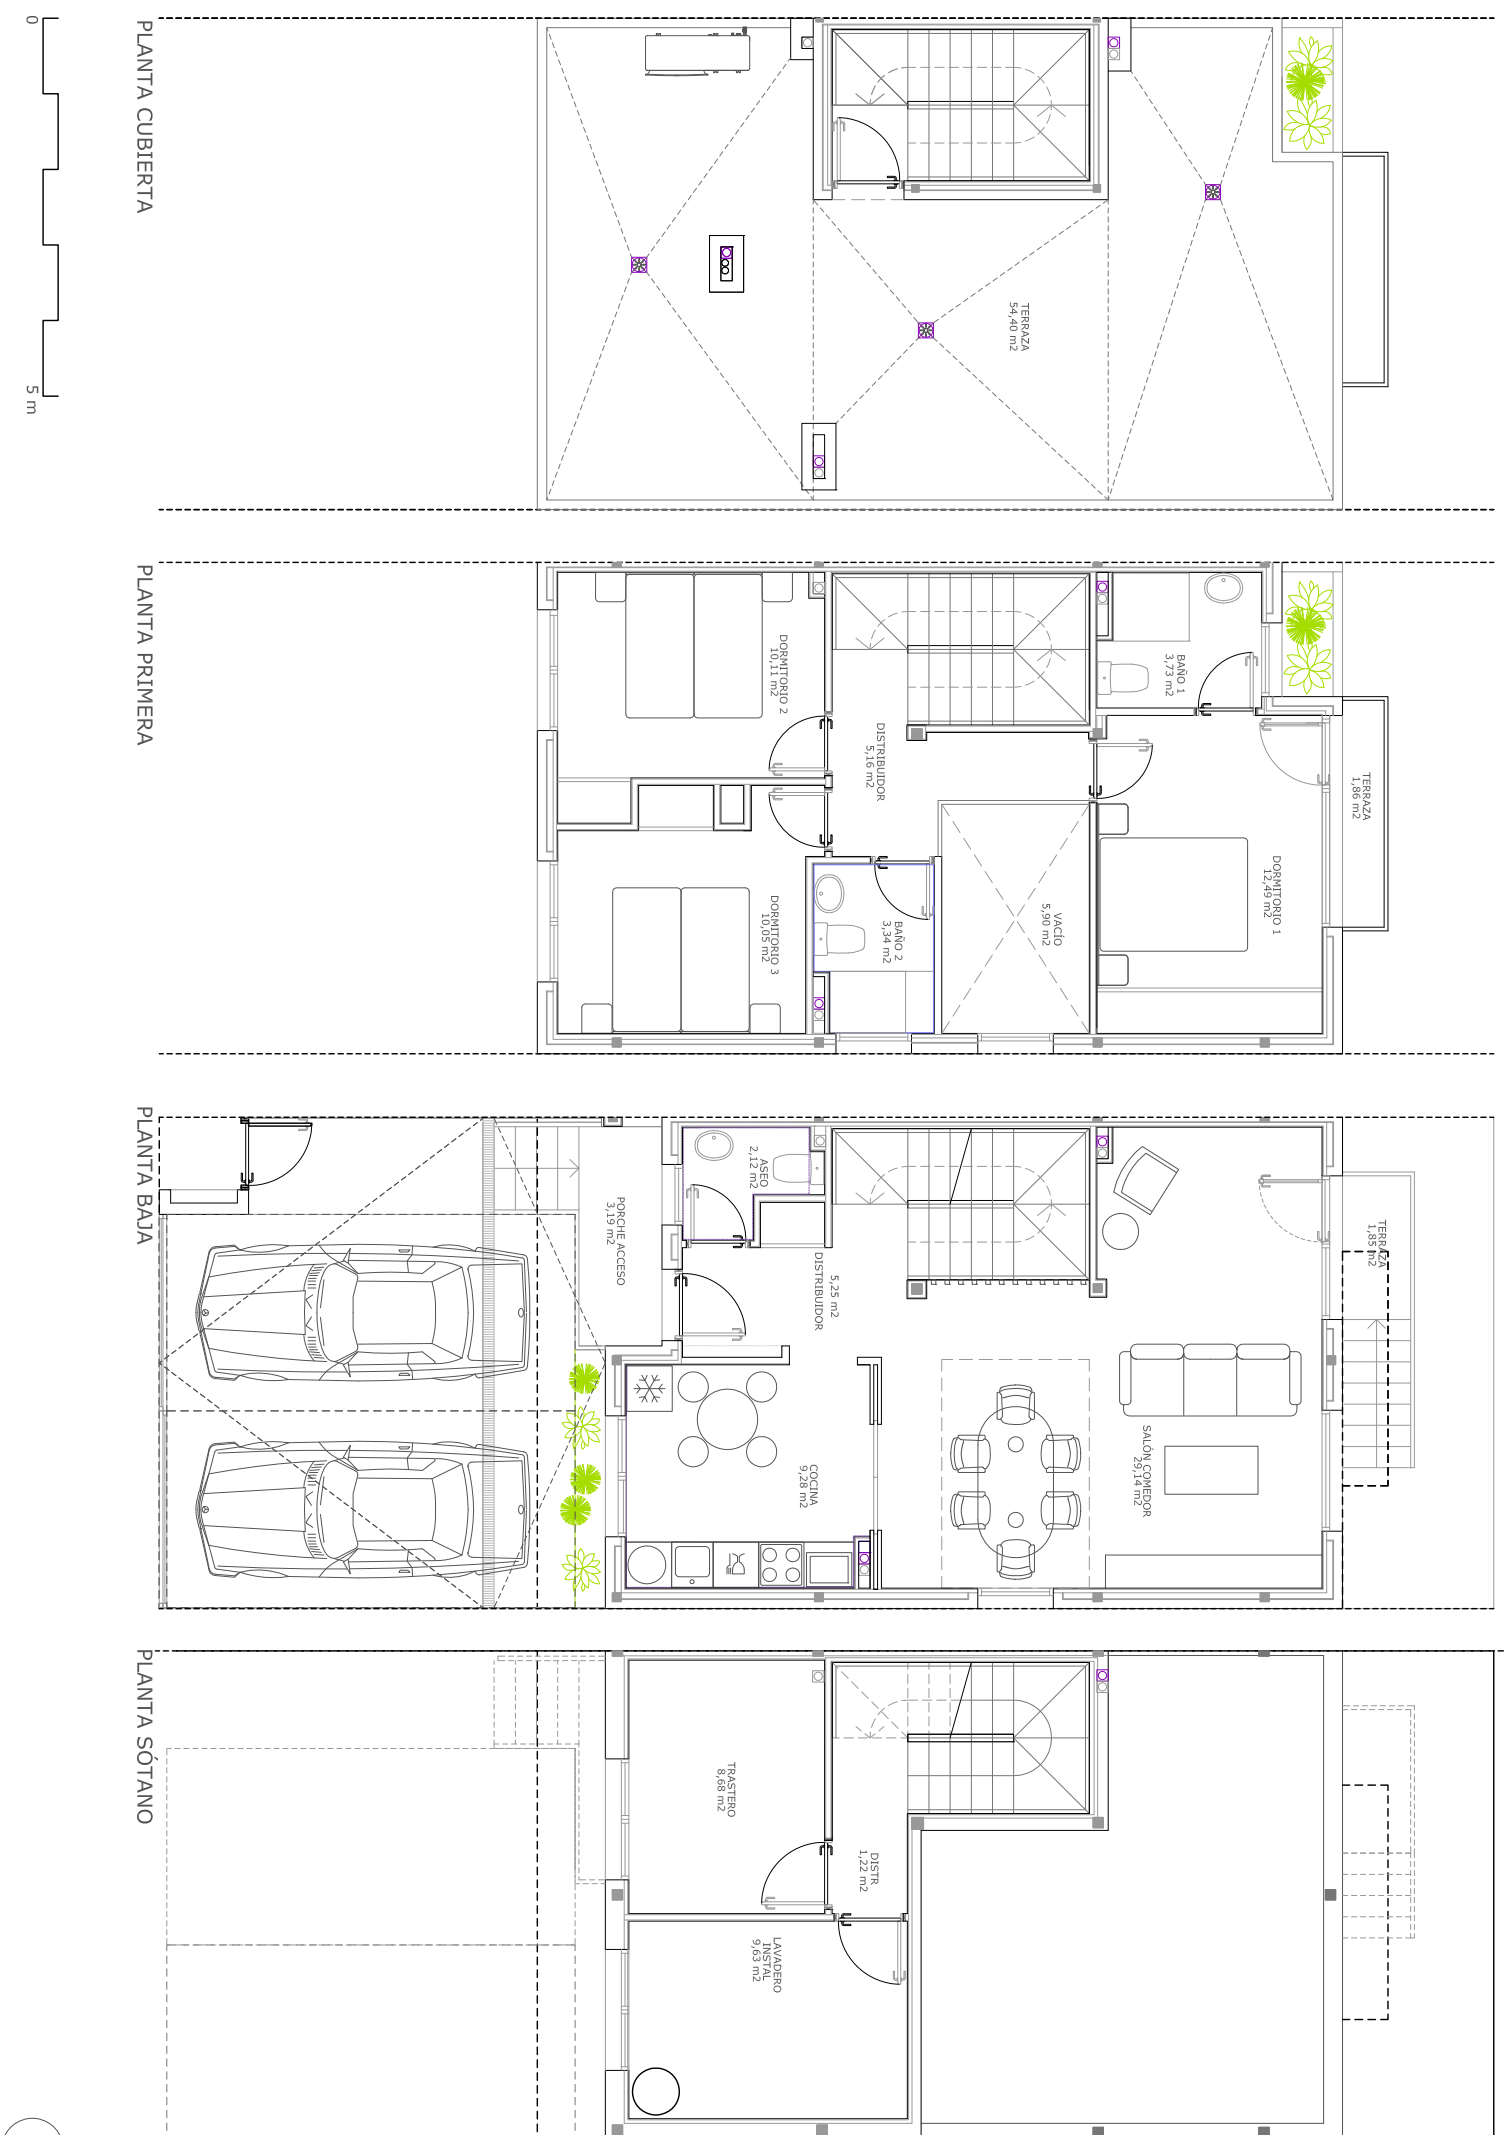 PLANTA SÓTANO
TRASTERO
8,68 m2
DISTR
1,22 m2
LAVADERO
INSTAL
9,63 m2
PLANTA BAJA
PORCHE ACCESO
3,19 m2
ASEO
2,12 m2
5,25 m2
DISTRIBUIDOR
COCINA
9,28 m2
SALÓN COMEDOR
29,14 m2
TERRAZA
1,85 m2
PLANTA PRIMERA
DORMITORIO 2
10,11 m2
DISTRIBUIDOR
5,16 m2
BAÑO 1
3,73 m2
TERRAZA
1,86 m2
DORMITORIO 3
10,05 m2
BAÑO 2
3,34 m2
VACÍO
5,90 m2
DORMITORIO 1
12,49 m2
PLANTA CUBIERTA
TERRAZA
54,40 m2
0
5 m